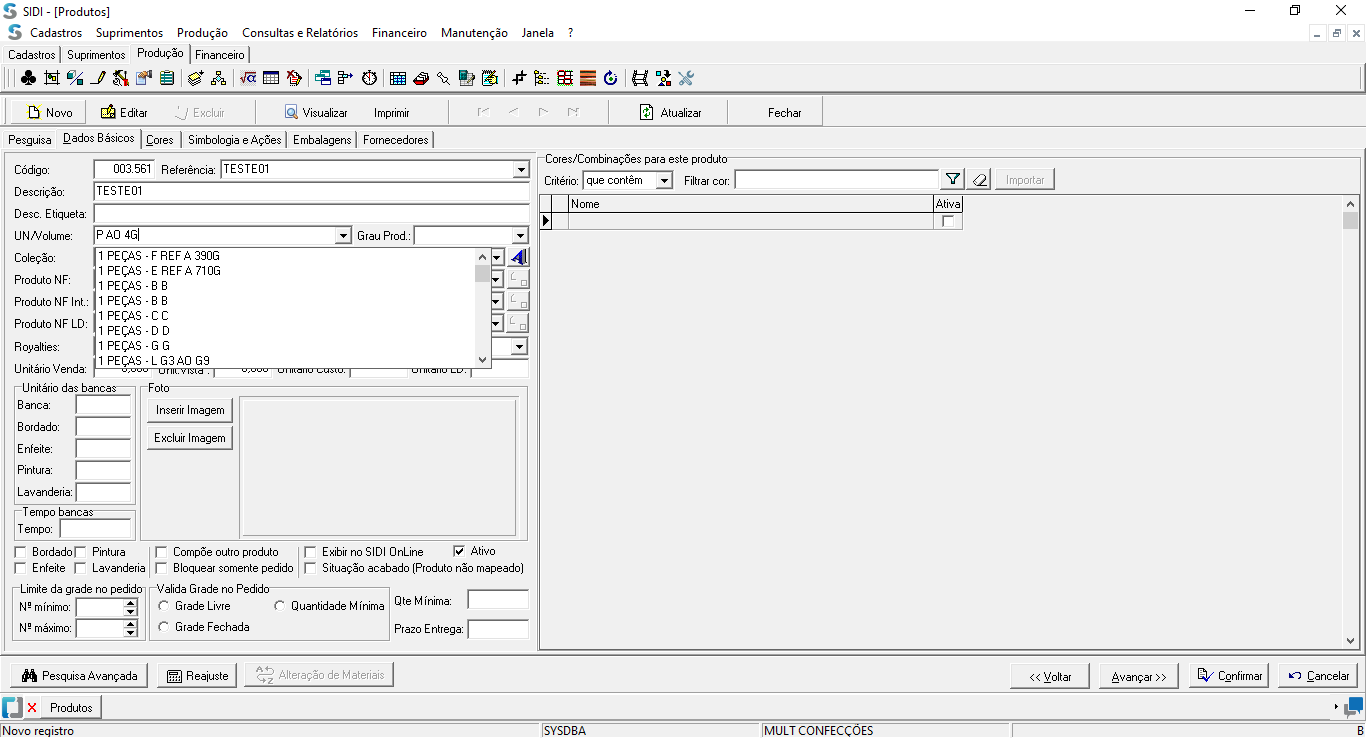 SIDI - [Produtos]
Cadastros Suprimentos Produção Consultas e Relatórios Financeiro Manutenção Janela ?
Cadastros Suprimentos Produção Financeiro
Novo Editar Excluir Visualizar Imprimir Atualizar Fechar
Pesquisa Dados Básicos Cores Simbologia e Ações Embalagens Fornecedores
Código: 003.561 Referência: TESTE01
Descrição: TESTE01
Desc. Etiqueta:
UN/Volume: P AO 4G Grau Prod.:
Coleção:
1 PEÇAS - F REF A 390G
1 PEÇAS - E REF A 710G
Produto NF:
1 PEÇAS - B B
Produto NF Int.:
1 PEÇAS - B B
1 PEÇAS - C C
Produto NF LD:
1 PEÇAS - D D
Royalties:
1 PEÇAS - G G
1 PEÇAS - L G3 AO G9
Unitário Venda: 0,000 Unit.Vista : 0,000 Unitário Custo: Unitário LD:
Unitário das bancas
Banca:
Bordado:
Enfeite:
Pintura:
Lavanderia:
Tempo bancas
Tempo:
Foto
Inserir Imagem
Excluir Imagem
Bordado Pintura Compõe outro produto Exibir no SIDI OnLine Ativo
Enfeite Lavanderia Bloquear somente pedido Situação acabado (Produto não mapeado)
Limite da grade no pedido
Nº mínimo:
Nº máximo:
Valida Grade no Pedido
Grade Livre Quantidade Mínima
Grade Fechada
Qte Mínima:
Prazo Entrega:
Cores/Combinações para este produto
Critério: que contêm Filtrar cor: Importar
Nome Ativa
Pesquisa Avançada Reajuste Alteração de Materiais << Voltar Avançar >> Confirmar Cancelar
Produtos
Novo registro SYSDBA MULT CONFECÇÕES B